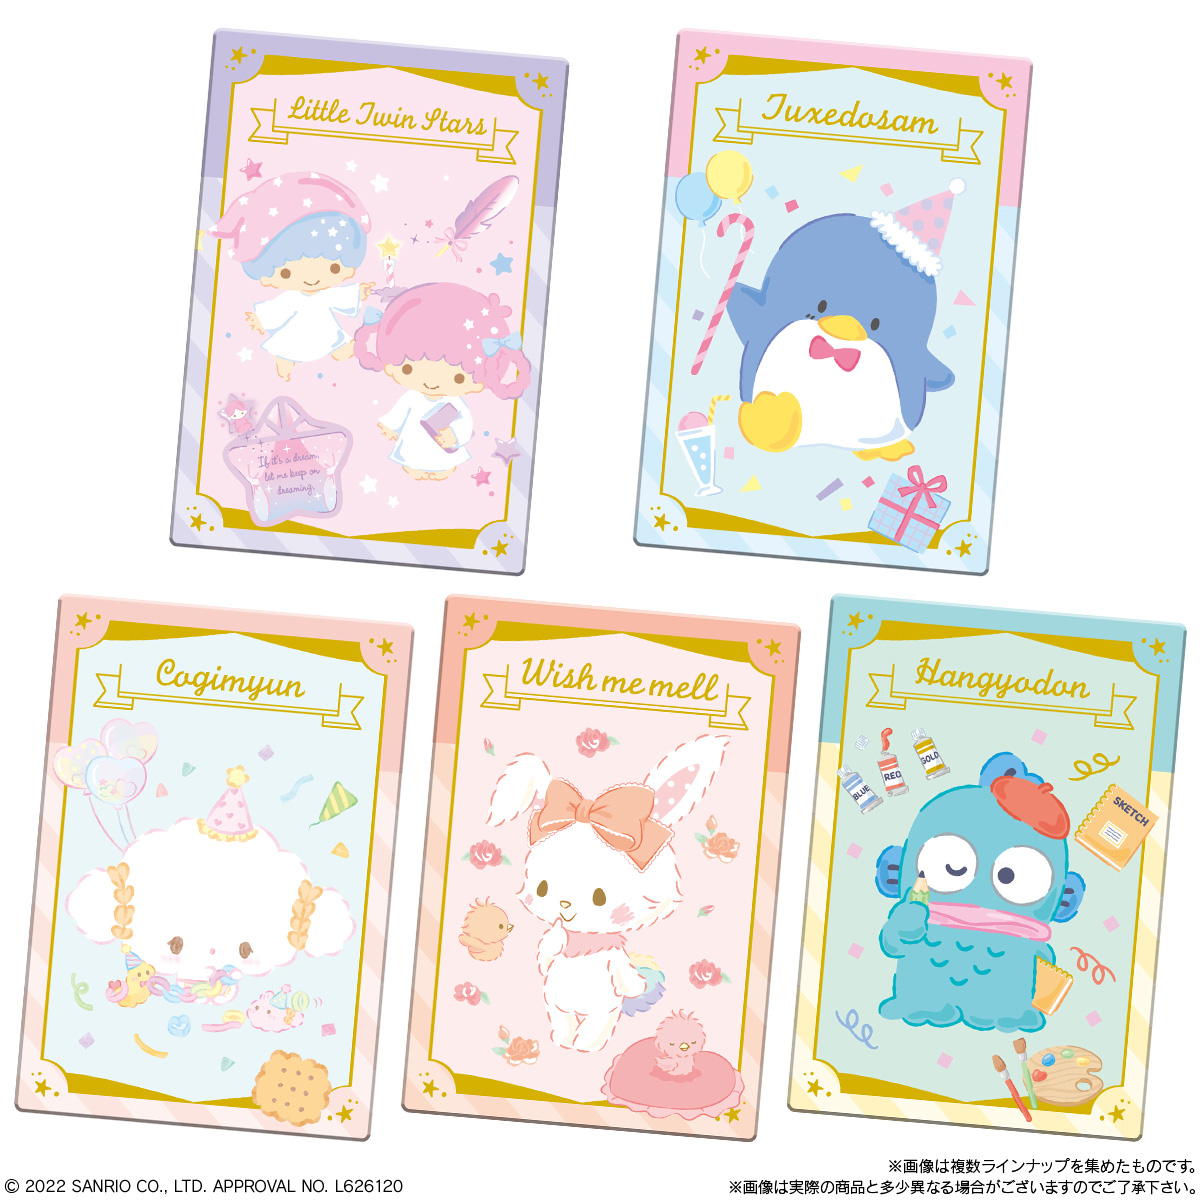 Little Twin Stars
If it's a dream,
let me keep on
dreaming.
Tuxedosam
Cogimyun
Wish me mell
Hangyodon
BLUE
RED
GOLD
SKETCH
© 2022 SANRIO CO., LTD. APPROVAL NO. L626120
※画像は複数ラインナップを集めたものです。
※画像は実際の商品と多少異なる場合がございますのでご了承下さい。